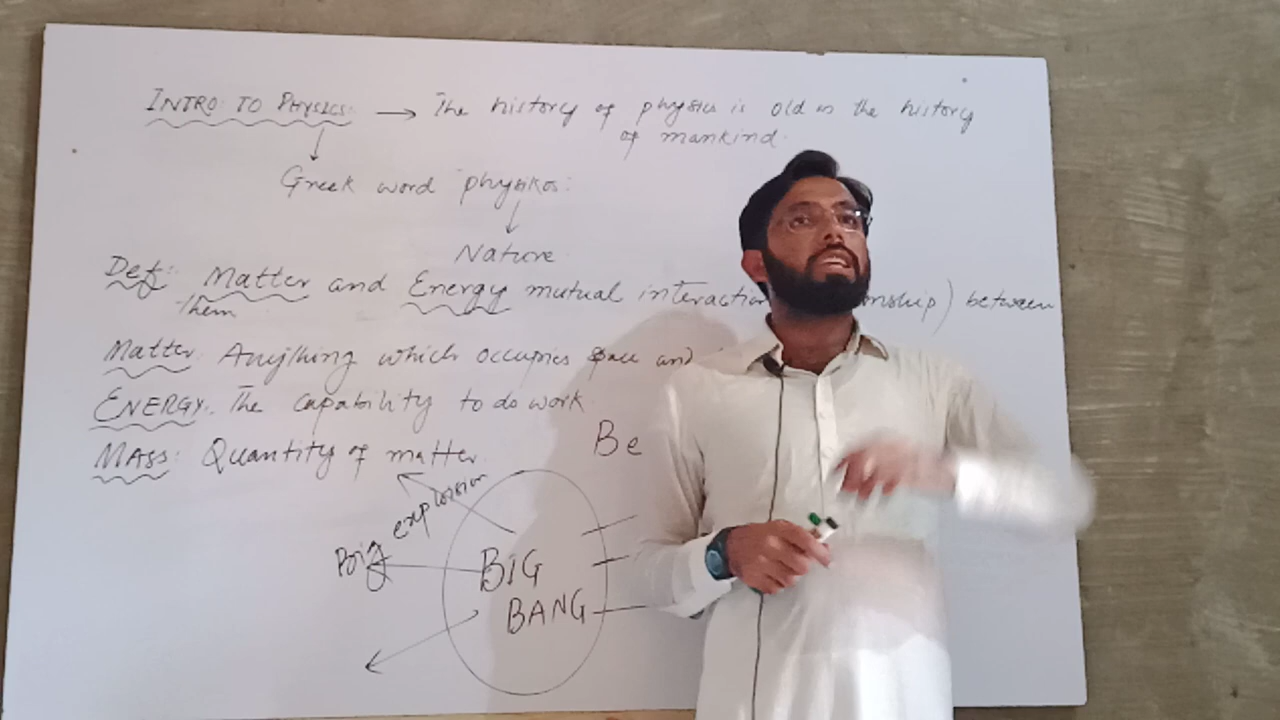 INTRO: TO PHYSICS: → The history of physics is old as the history
of mankind.
Greek word physikos:
Nature
Def: Matter and Energy mutual interaction nship) between
them
Matter: Anything which occupies space and
ENERGY: The capability to do work
MASS: Quantity of matter.
Be
Big explosion
BIG
BANG